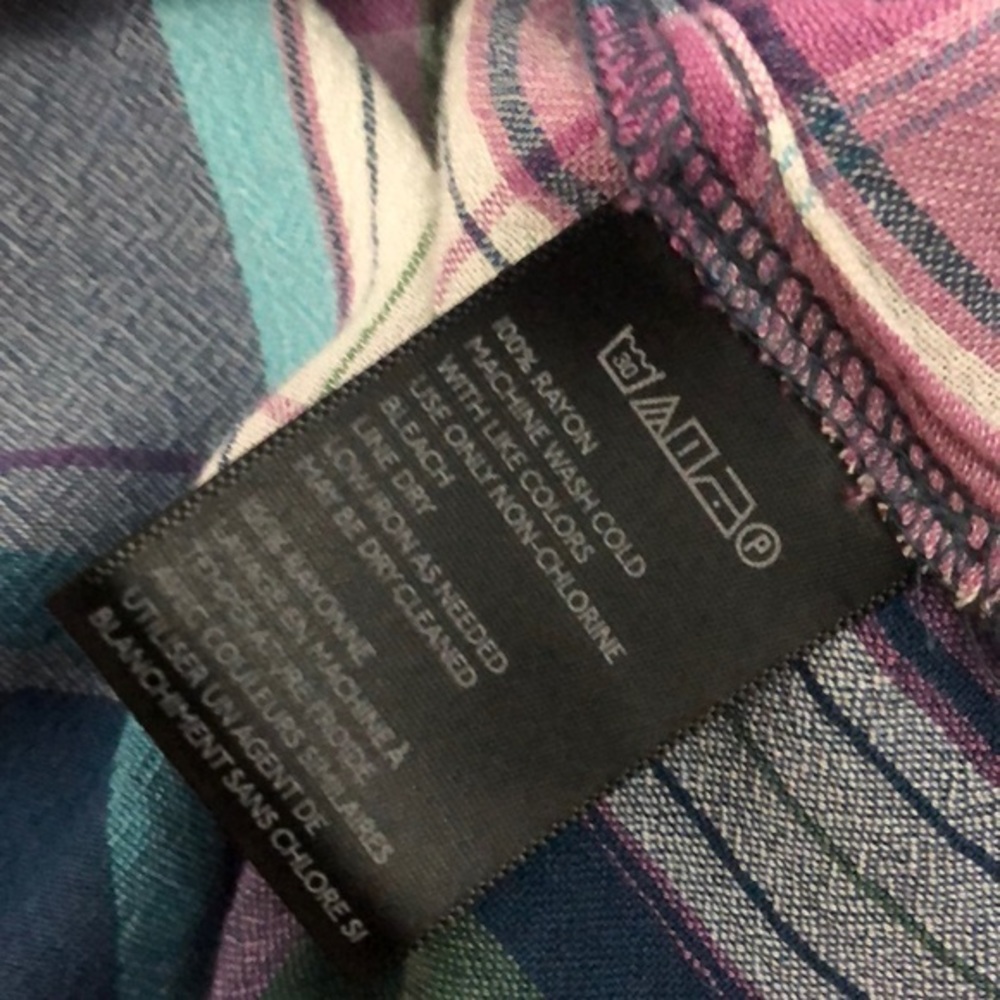 30
P
100% RAYON
MACHINE WASH COLD
WITH LIKE COLORS
USE ONLY NON-CHLORINE
BLEACH
LINE DRY
LOW IRON AS NEEDED
MAY BE DRY CLEANED
100% RAYONNE
LAVAGE EN MACHINE À
TEMPÉRATURE FROIDE
AVEC COULEURS SIMILAIRES
UTILISER UN AGENT DE
BLANCHIMENT SANS CHLORE SI